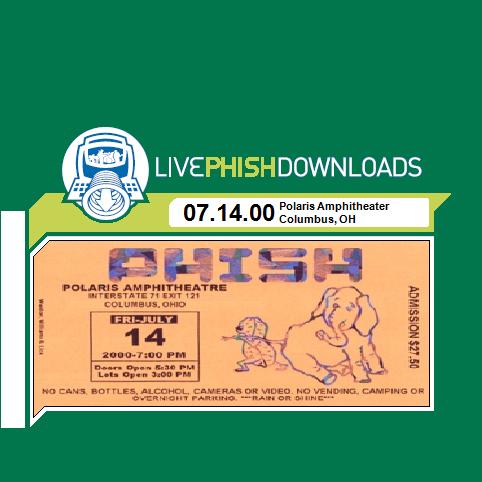 LIVEPHISHDOWNLOADS
07.14.00
Polaris Amphitheater
Columbus, OH
PHISH
POLARIS AMPHITHEATRE
INTERSTATE 71 EXIT 121
COLUMBUS, OHIO
FRI-JULY
14
2000-7:00 PM
Doors Open 5:30 PM
Lots Open 3:00 PM
ADMISSION $27.50
NO CANS, BOTTLES, ALCOHOL, CAMERAS OR VIDEO. NO VENDING, CAMPING OR
OVERNIGHT PARKING. ***RAIN OR SHINE***